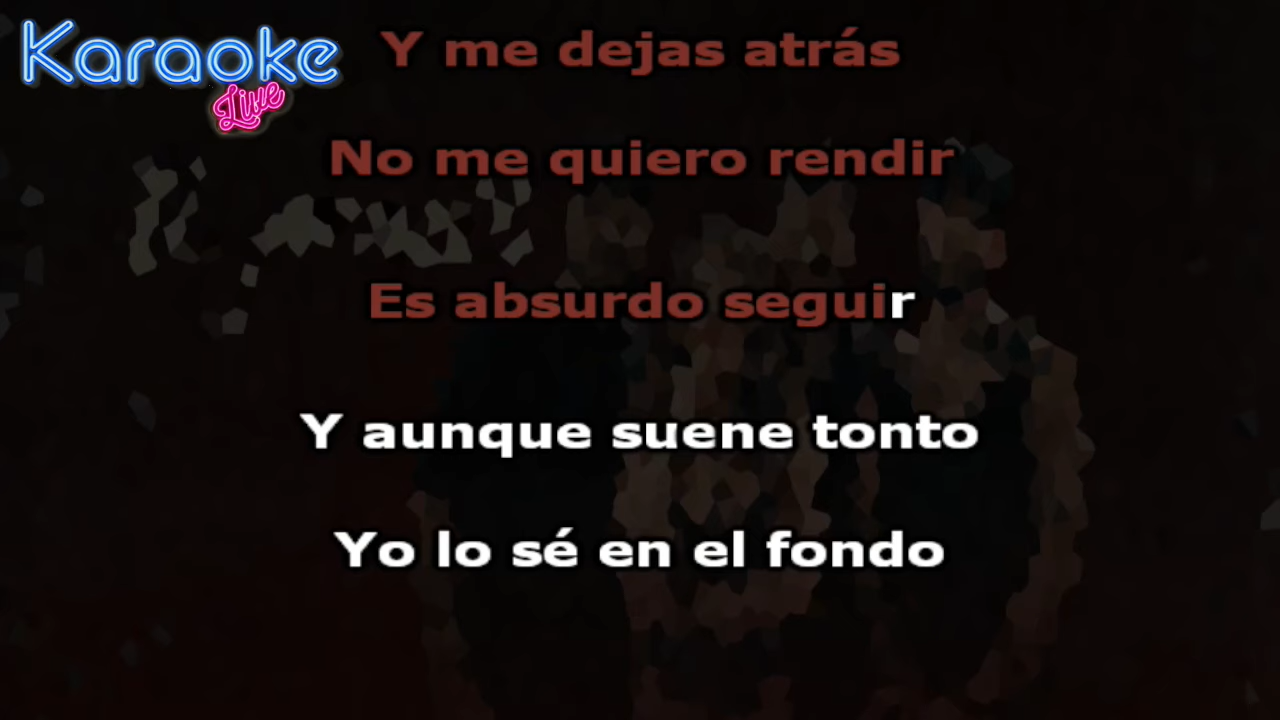 Karaoke
Live
Y me dejas atrás
No me quiero rendir
Es absurdo seguir
Y aunque suene tonto
Yo lo sé en el fondo